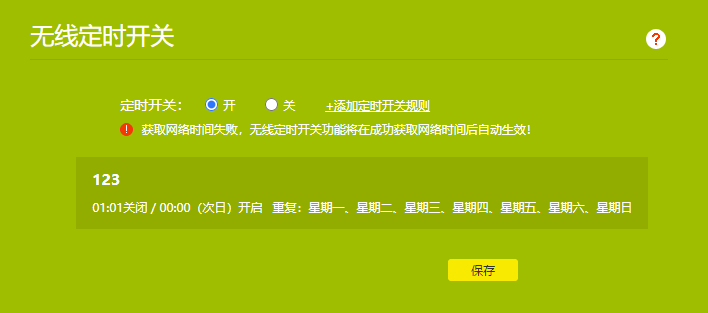 无线定时开关
?
定时开关： 开 关 +添加定时开关规则
! 获取网络时间失败，无线定时开关功能将在成功获取网络时间后自动生效！
123
01:01关闭 / 00:00（次日）开启 重复：星期一、星期二、星期三、星期四、星期五、星期六、星期日
保存